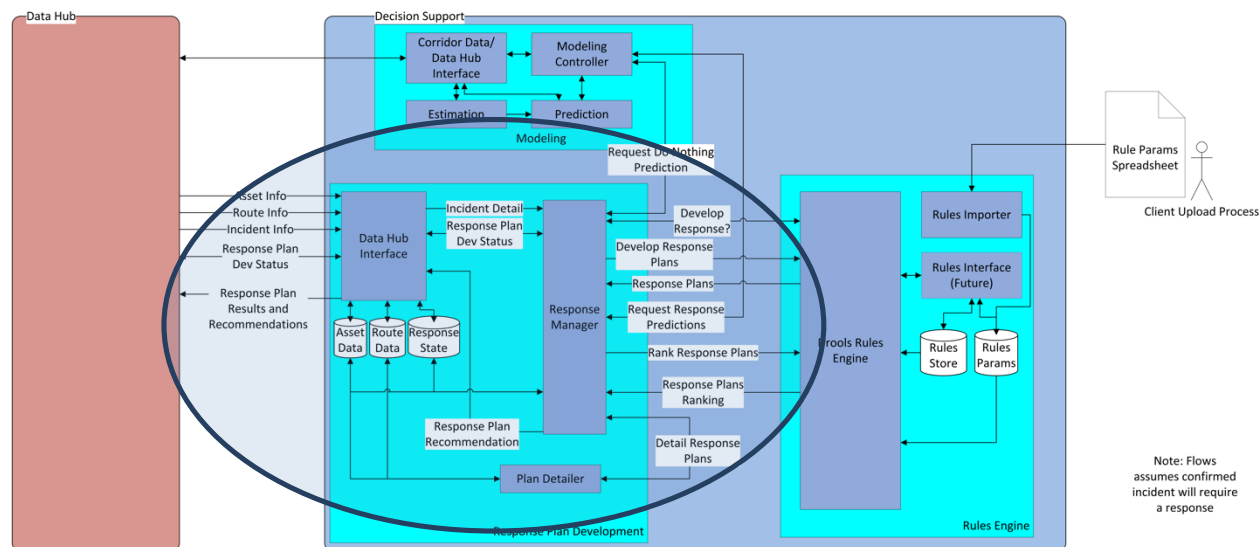 Data Hub
Decision Support
Corridor Data/
Data Hub
Interface
Modeling
Controller
Estimation
Prediction
Modeling
Request Do Nothing
Prediction
Rule Params
Spreadsheet
Client Upload Process
Asset Info
Route Info
Incident Info
Response Plan
Dev Status
Response Plan
Results and
Recommendations
Data Hub
Interface
Incident Detail
Response Plan
Dev Status
Asset
Data
Route
Data
Response
State
Response
Manager
Response Plan
Recommendation
Plan Detailer
Response Plan Development
Develop
Response?
Develop Response
Plans
Response Plans
Request Response
Predictions
Rank Response Plans
Response Plans
Ranking
Detail Response
Plans
Drools Rules
Engine
Rules Importer
Rules Interface
(Future)
Rules
Store
Rules
Params
Rules Engine
Note: Flows
assumes confirmed
incident will require
a response